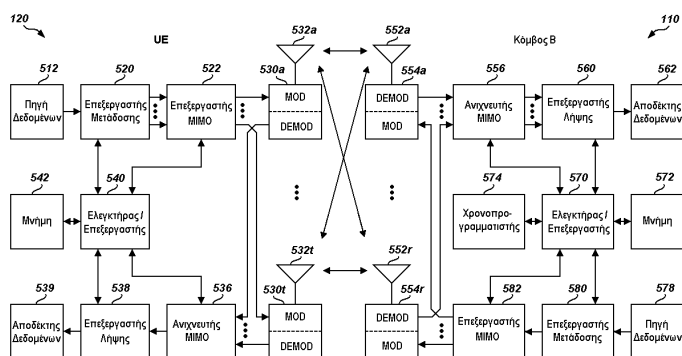 120
UE
532a
552a
Κόμβος Β
110
512
520
522
530a
554a
556
560
562
Πηγή
Δεδομένων
Επεξεργαστής
Μετάδοσης
Επεξεργαστής
MIMO
MOD
DEMOD
DEMOD
MOD
Ανιχνευτής
MIMO
Επεξεργαστής
Λήψης
Αποδέκτης
Δεδομένων
542
540
574
570
572
Μνήμη
Ελεγκτήρας /
Επεξεργαστής
Χρονοπρο-
γραμματιστής
Ελεγκτήρας /
Επεξεργαστής
Μνήμη
532t
552r
539
538
536
530t
554r
582
580
578
Αποδέκτης
Δεδομένων
Επεξεργαστής
Λήψης
Ανιχνευτής
MIMO
MOD
DEMOD
DEMOD
MOD
Επεξεργαστής
MIMO
Επεξεργαστής
Μετάδοσης
Πηγή
Δεδομένων